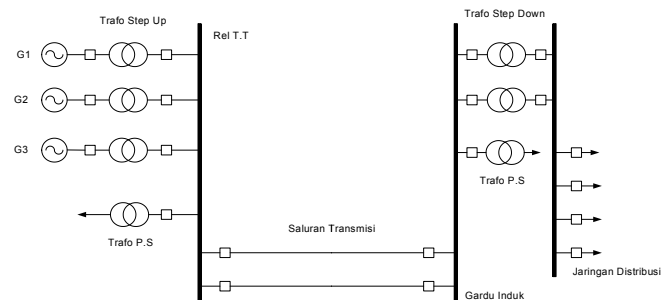 Trafo Step Up
Trafo Step Down
Rel T.T
G1
G2
G3
Trafo P.S
Trafo P.S
Saluran Transmisi
Jaringan Distribusi
Gardu Induk